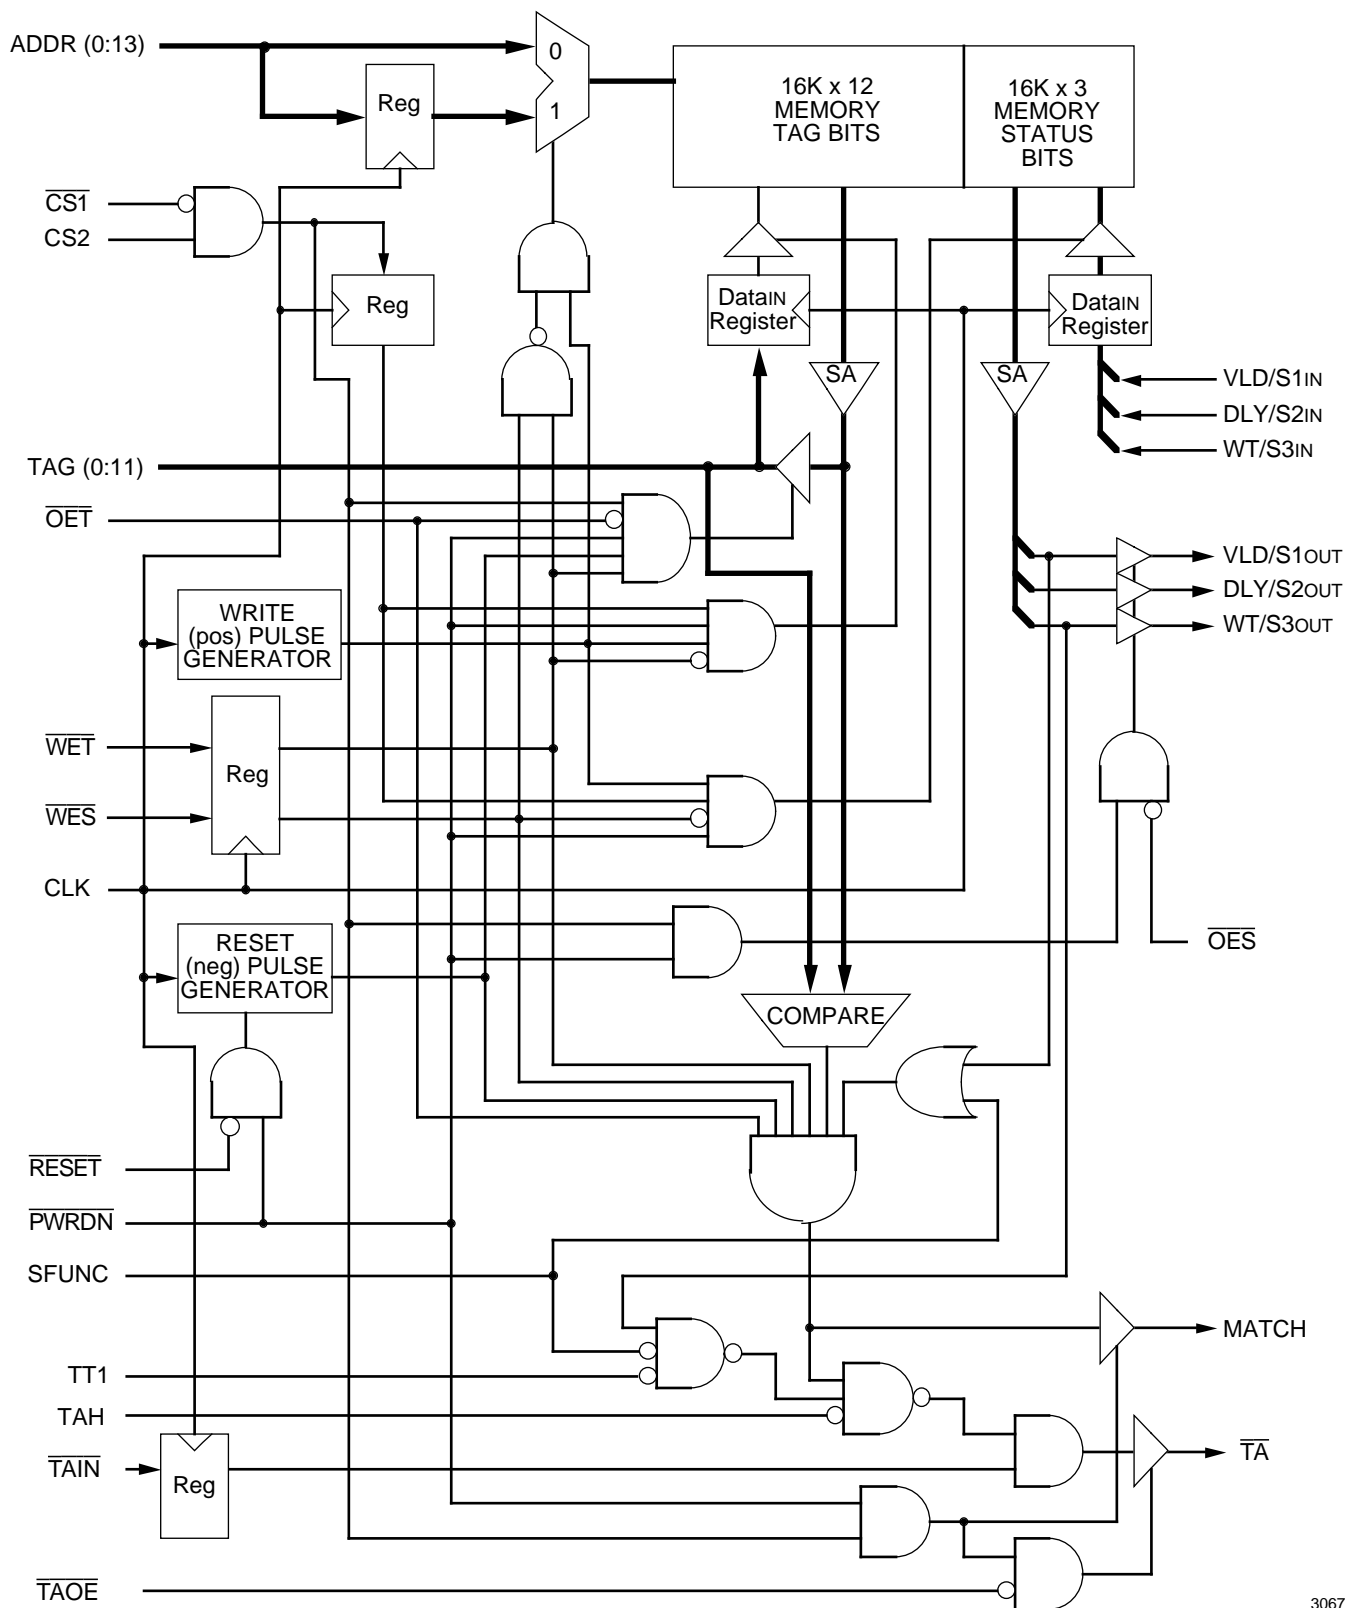 ADDR (0:13)
0
1
Reg
16K x 12
MEMORY
TAG BITS
16K x 3
MEMORY
STATUS
BITS
CS1
CS2
Reg
DataIN
Register
DataIN
Register
SA
SA
VLD/S1IN
DLY/S2IN
WT/S3IN
TAG (0:11)
OET
VLD/S1OUT
DLY/S2OUT
WT/S3OUT
WRITE
(pos) PULSE
GENERATOR
WET
Reg
WES
CLK
RESET
(neg) PULSE
GENERATOR
OES
COMPARE
RESET
PWRDN
SFUNC
MATCH
TT1
TAH
TAIN
Reg
TA
TAOE
3067